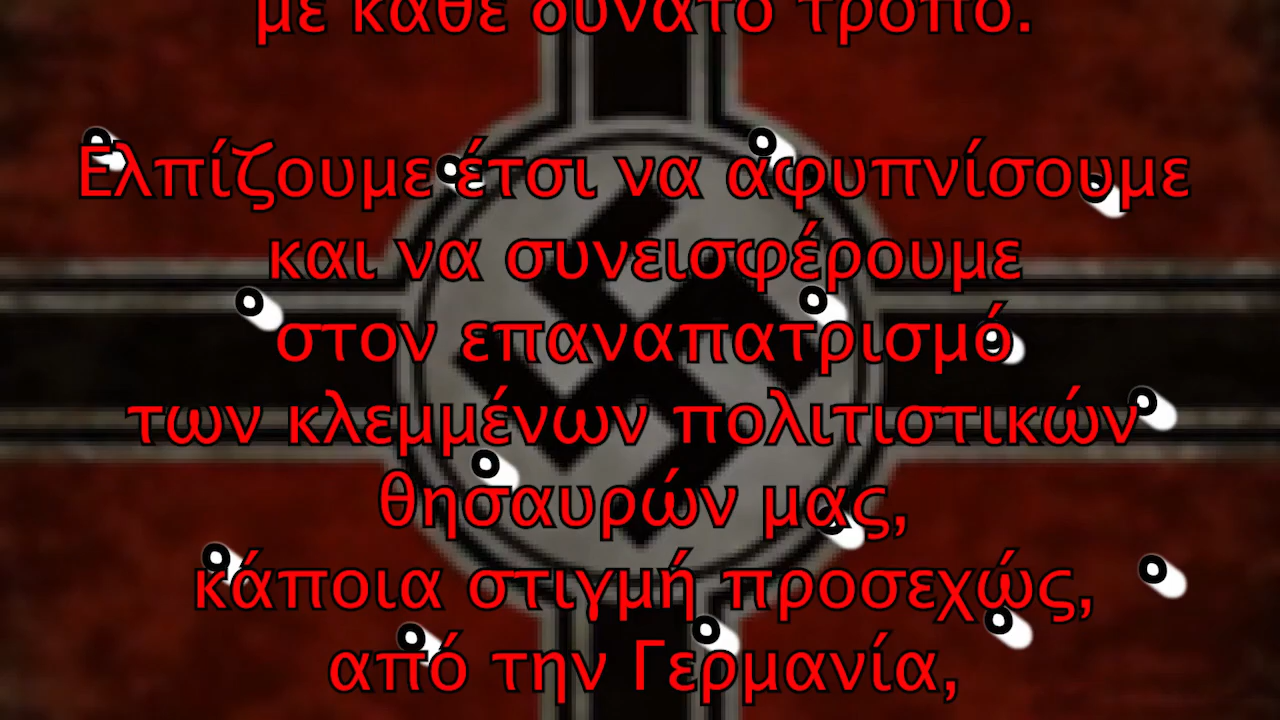 με κάθε δυνατό τρόπο.
Ελπίζουμε έτσι να αφυπνίσουμε
και να συνεισφέρουμε
στον επαναπατρισμό
των κλεμμένων πολιτιστικών
θησαυρών μας,
κάποια στιγμή προσεχώς,
από την Γερμανία,